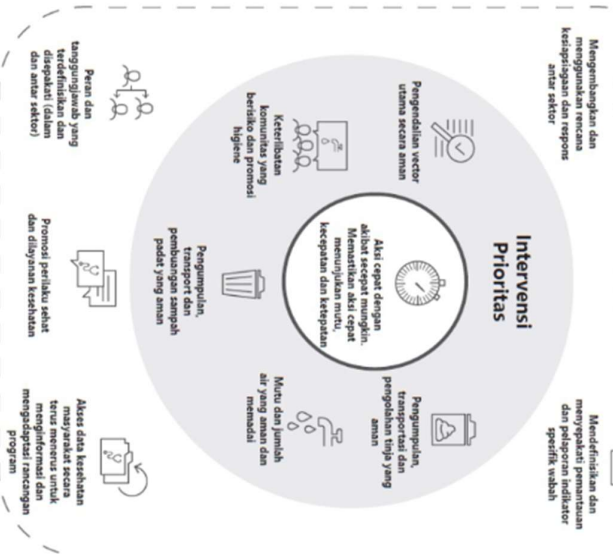 Mengembangkan dan
menggunakan rencana
kesiapsiagaan dan respons
antar sektor
Mendefinisikan dan
menyepakati pemantauan
dan pelaporan indikator
spesifik wabah
Intervensi
Prioritas
Pengendalian vector
utama secara aman
Pengumpulan,
transportasi dan
pengolahan tinja yang
aman
Aksi cepat dengan
akibat secepat mungkin.
Memastikan aksi cepat
menunjukan mutu,
kecepatan dan ketepatan
Keterlibatan
komunitas yang
berisiko dan promosi
higiene
Mutu dan jumlah
air yang aman dan
memadai
Pengumpulan,
transport dan
pembuangan sampah
padat yang aman
Peran dan
tanggungjawab yang
terdefinisikan dan
disepakati (dalam
dan antar sektor)
Promosi perilaku sehat
dan dilayanan kesehatan
Akses data kesehatan
masyarakat secara
terus menerus untuk
menginformasi dan
mengadaptasi rancangan
program